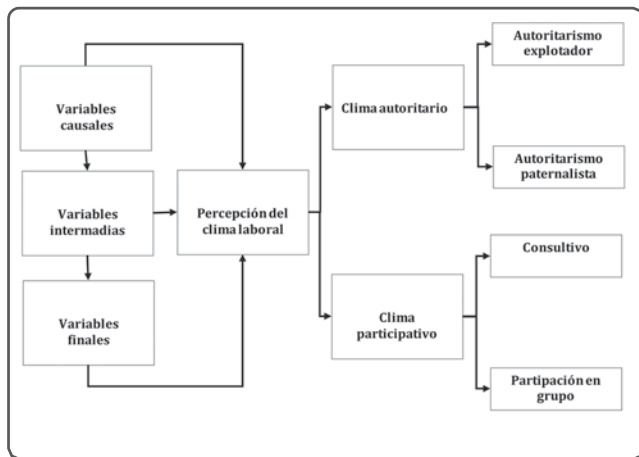 Variables
causales
Variables
intermadias
Variables
finales
Percepción del
clima laboral
Clima autoritario
Clima
participativo
Autoritarismo
explotador
Autoritarismo
paternalista
Consultivo
Partipación en
grupo